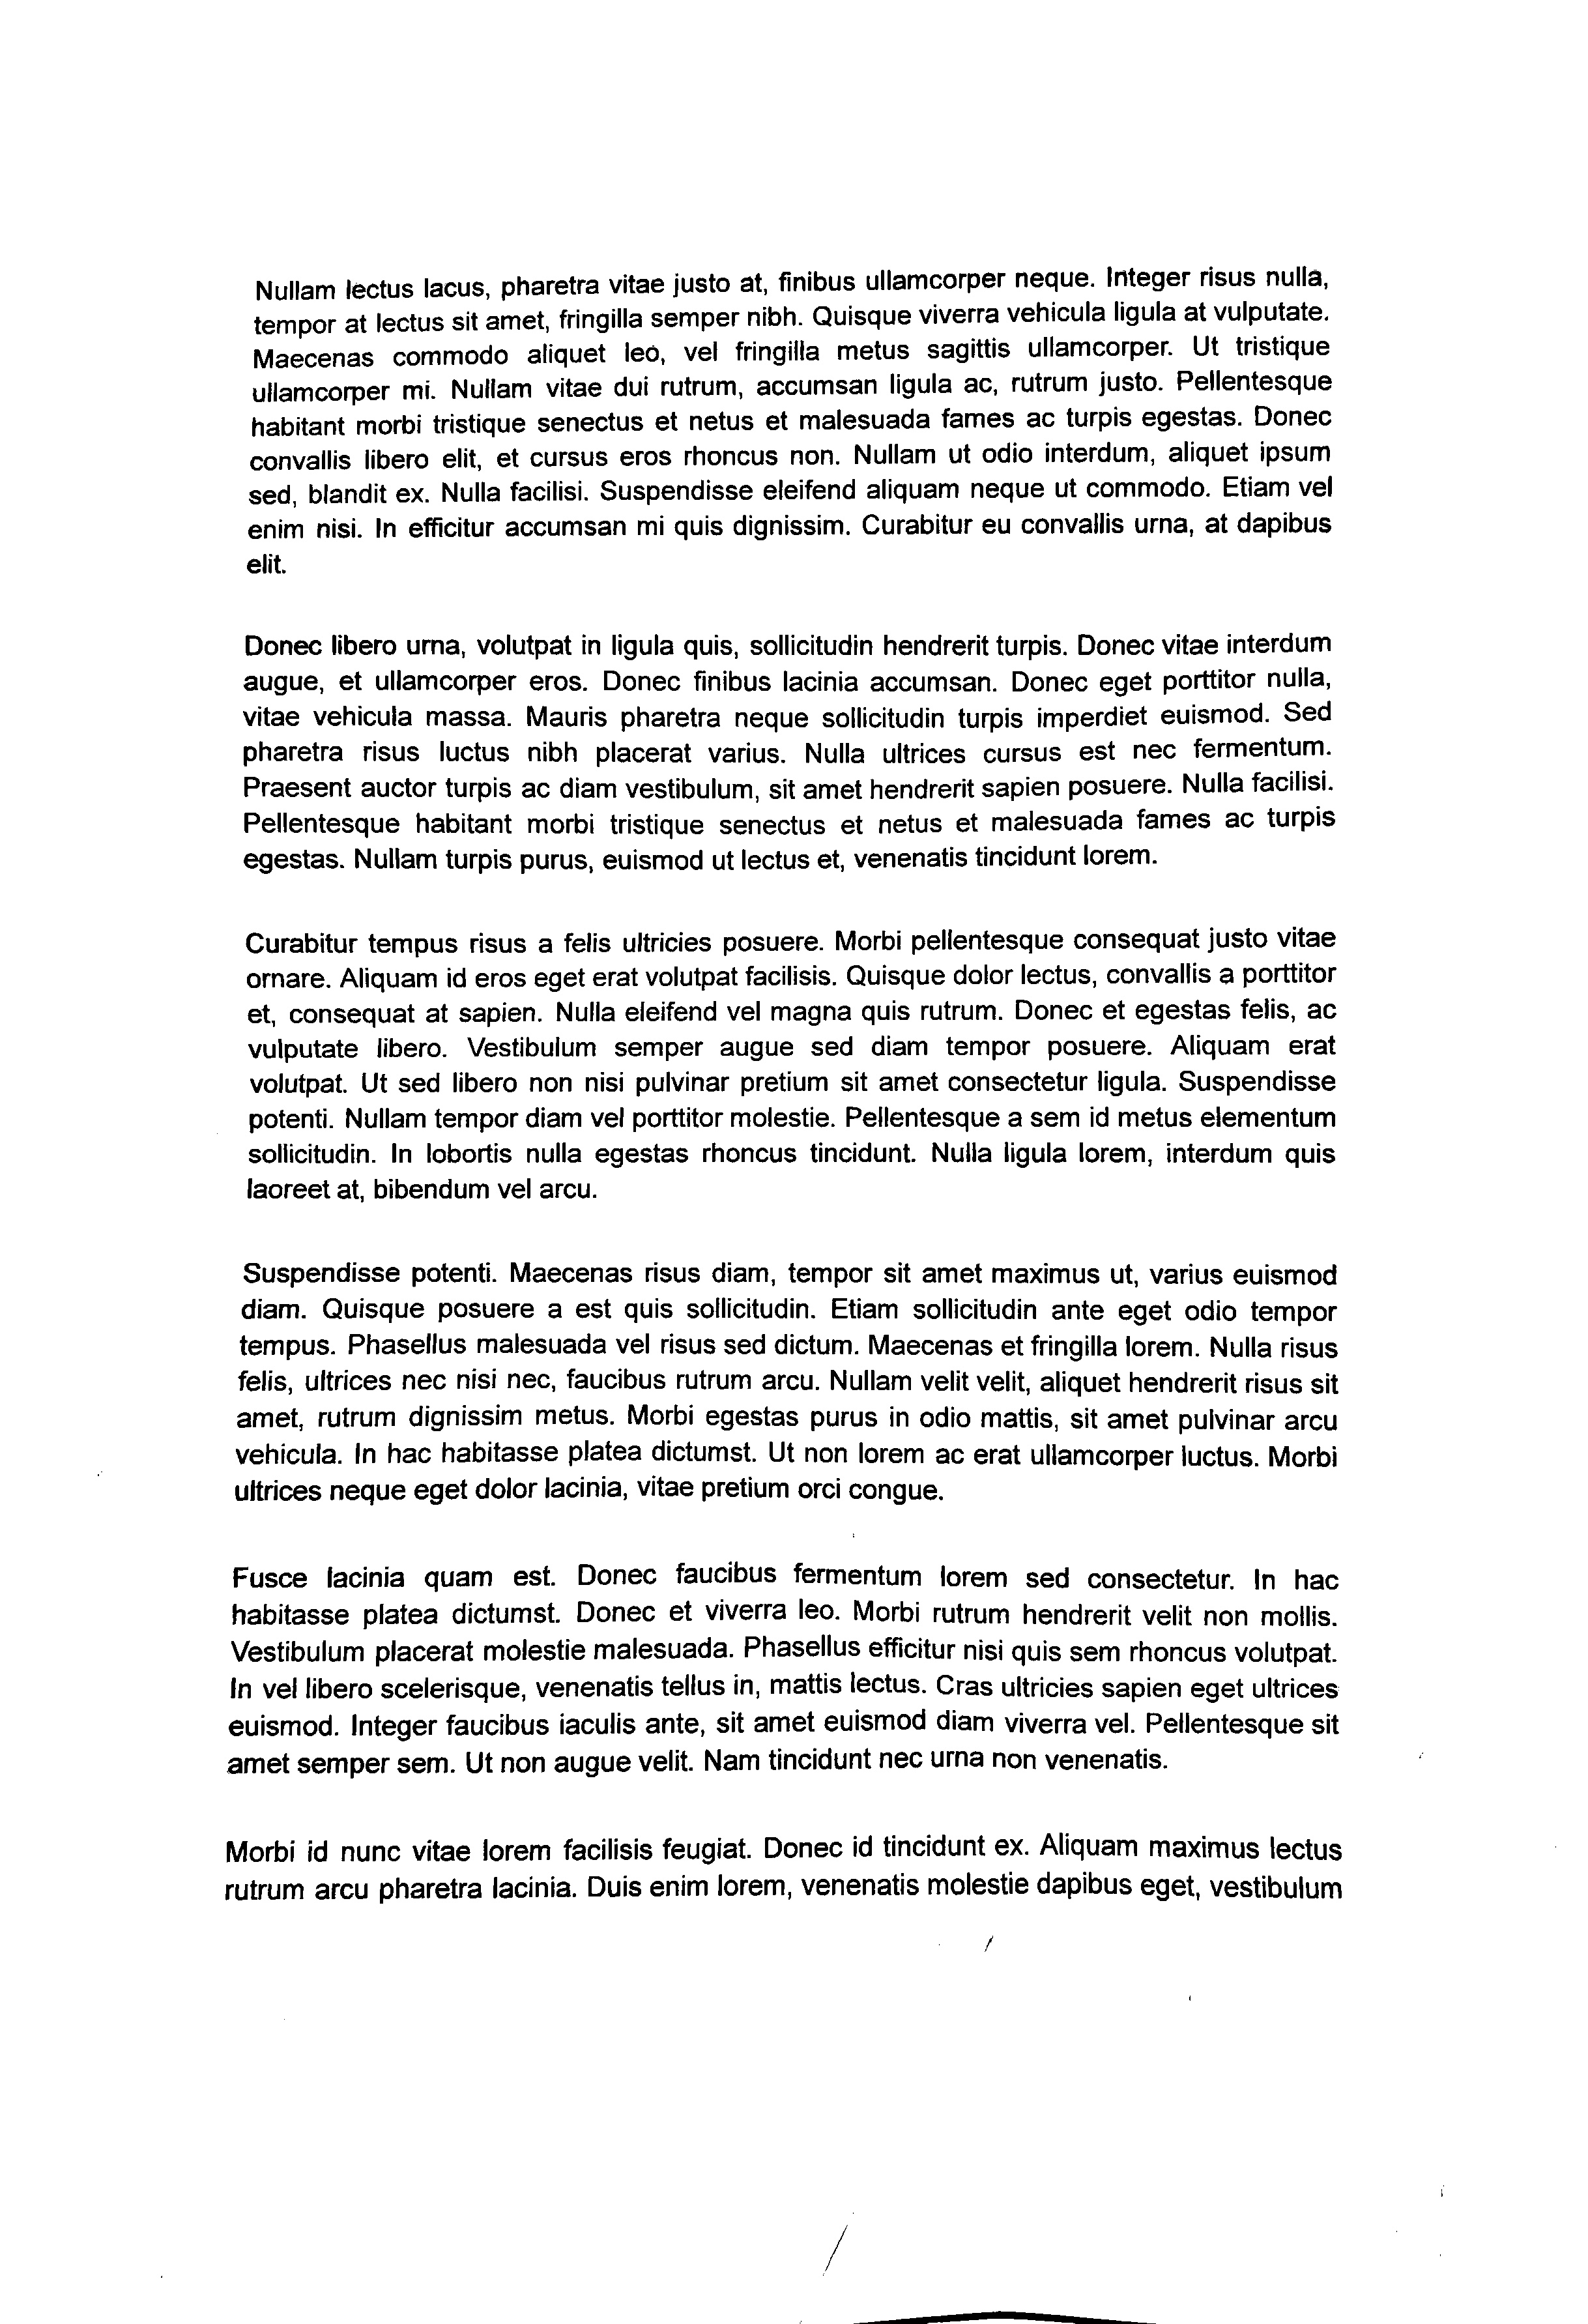 Nullam lectus lacus, pharetra vitae justo at, finibus ullamcorper neque. Integer risus nulla,
tempor at lectus sit amet, fringilla semper nibh. Quisque viverra vehicula ligula at vulputate.
Maecenas commodo aliquet leo, vel fringilla metus sagittis ullamcorper. Ut tristique
ullamcorper mi. Nullam vitae dui rutrum, accumsan ligula ac, rutrum justo. Pellentesque
habitant morbi tristique senectus et netus et malesuada fames ac turpis egestas. Donec
convallis libero elit, et cursus eros rhoncus non. Nullam ut odio interdum, aliquet ipsum
sed, blandit ex. Nulla facilisi. Suspendisse eleifend aliquam neque ut commodo. Etiam vel
enim nisi. In efficitur accumsan mi quis dignissim. Curabitur eu convallis urna, at dapibus
elit.
Donec libero urna, volutpat in ligula quis, sollicitudin hendrerit turpis. Donec vitae interdum
augue, et ullamcorper eros. Donec finibus lacinia accumsan. Donec eget porttitor nulla,
vitae vehicula massa. Mauris pharetra neque sollicitudin turpis imperdiet euismod. Sed
pharetra risus luctus nibh placerat varius. Nulla ultrices cursus est nec fermentum.
Praesent auctor turpis ac diam vestibulum, sit amet hendrerit sapien posuere. Nulla facilisi.
Pellentesque habitant morbi tristique senectus et netus et malesuada fames ac turpis
egestas. Nullam turpis purus, euismod ut lectus et, venenatis tincidunt lorem.
Curabitur tempus risus a felis ultricies posuere. Morbi pellentesque consequat justo vitae
ornare. Aliquam id eros eget erat volutpat facilisis. Quisque dolor lectus, convallis a porttitor
et, consequat at sapien. Nulla eleifend vel magna quis rutrum. Donec et egestas felis, ac
vulputate libero. Vestibulum semper augue sed diam tempor posuere. Aliquam erat
volutpat. Ut sed libero non nisi pulvinar pretium sit amet consectetur ligula. Suspendisse
potenti. Nullam tempor diam vel porttitor molestie. Pellentesque a sem id metus elementum
sollicitudin. In lobortis nulla egestas rhoncus tincidunt. Nulla ligula lorem, interdum quis
laoreet at, bibendum vel arcu.
Suspendisse potenti. Maecenas risus diam, tempor sit amet maximus ut, varius euismod
diam. Quisque posuere a est quis sollicitudin. Etiam sollicitudin ante eget odio tempor
tempus. Phasellus malesuada vel risus sed dictum. Maecenas et fringilla lorem. Nulla risus
felis, ultrices nec nisi nec, faucibus rutrum arcu. Nullam velit velit, aliquet hendrerit risus sit
amet, rutrum dignissim metus. Morbi egestas purus in odio mattis, sit amet pulvinar arcu
vehicula. In hac habitasse platea dictumst. Ut non lorem ac erat ullamcorper luctus. Morbi
ultrices neque eget dolor lacinia, vitae pretium orci congue.
Fusce lacinia quam est. Donec faucibus fermentum lorem sed consectetur. In hac
habitasse platea dictumst. Donec et viverra leo. Morbi rutrum hendrerit velit non mollis.
Vestibulum placerat molestie malesuada. Phasellus efficitur nisi quis sem rhoncus volutpat.
In vel libero scelerisque, venenatis tellus in, mattis lectus. Cras ultricies sapien eget ultrices
euismod. Integer faucibus iaculis ante, sit amet euismod diam viverra vel. Pellentesque sit
amet semper sem. Ut non augue velit. Nam tincidunt nec urna non venenatis.
Morbi id nunc vitae lorem facilisis feugiat. Donec id tincidunt ex. Aliquam maximus lectus
rutrum arcu pharetra lacinia. Duis enim lorem, venenatis molestie dapibus eget, vestibulum